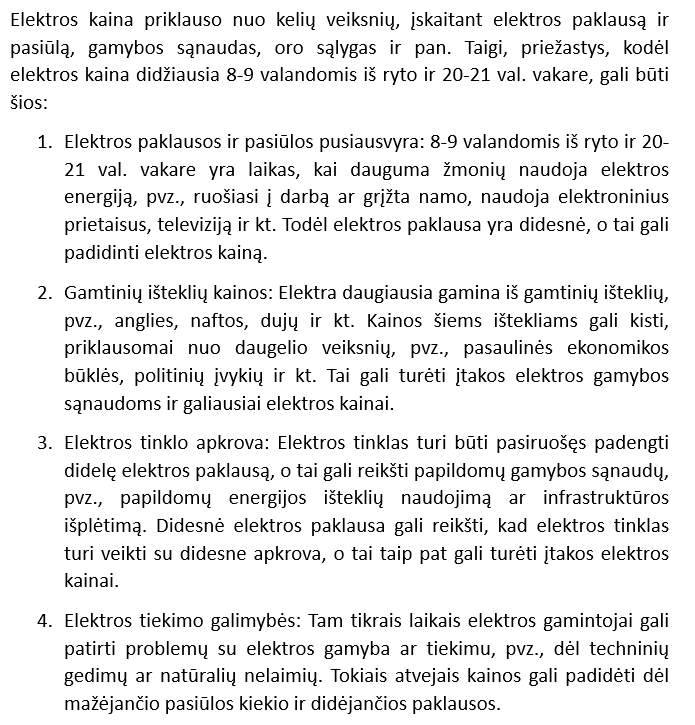 Elektros kaina priklauso nuo kelių veiksnių, įskaitant elektros paklausą ir
pasiūlą, gamybos sąnaudas, oro sąlygas ir pan. Taigi, priežastys, kodėl
elektros kaina didžiausia 8-9 valandomis iš ryto ir 20-21 val. vakare, gali būti
šios:
1. Elektros paklausos ir pasiūlos pusiausvyra: 8-9 valandomis iš ryto ir 20-
21 val. vakare yra laikas, kai dauguma žmonių naudoja elektros
energiją, pvz., ruošiasi į darbą ar grįžta namo, naudoja elektroninius
prietaisus, televiziją ir kt. Todėl elektros paklausa yra didesnė, o tai gali
padidinti elektros kainą.
2. Gamtinių išteklių kainos: Elektra daugiausia gamina iš gamtinių išteklių,
pvz., anglies, naftos, dujų ir kt. Kainos šiems ištekliams gali kisti,
priklausomai nuo daugelio veiksnių, pvz., pasaulinės ekonomikos
būklės, politinių įvykių ir kt. Tai gali turėti įtakos elektros gamybos
sąnaudoms ir galiausiai elektros kainai.
3. Elektros tinklo apkrova: Elektros tinklas turi būti pasiruošęs padengti
didelę elektros paklausą, o tai gali reikšti papildomų gamybos sąnaudų,
pvz., papildomų energijos išteklių naudojimą ar infrastruktūros
išplėtimą. Didesnė elektros paklausa gali reikšti, kad elektros tinklas
turi veikti su didesne apkrova, o tai taip pat gali turėti įtakos elektros
kainai.
4. Elektros tiekimo galimybės: Tam tikrais laikais elektros gamintojai gali
patirti problemų su elektros gamyba ar tiekimu, pvz., dėl techninių
gedimų ar natūralių nelaimių. Tokiais atvejais kainos gali padidėti dėl
mažėjančio pasiūlos kiekio ir didėjančios paklausos.